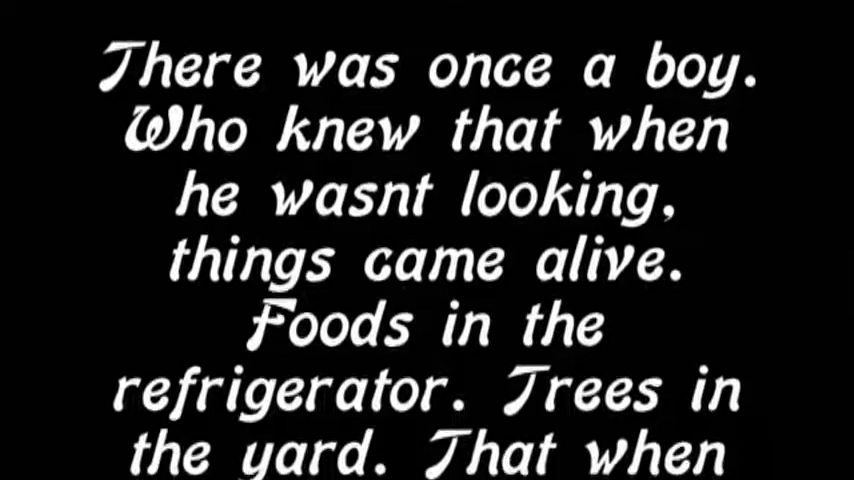 There was once a boy.
Who knew that when
he wasnt looking,
things came alive.
Foods in the
refrigerator. Trees in
the yard. That when